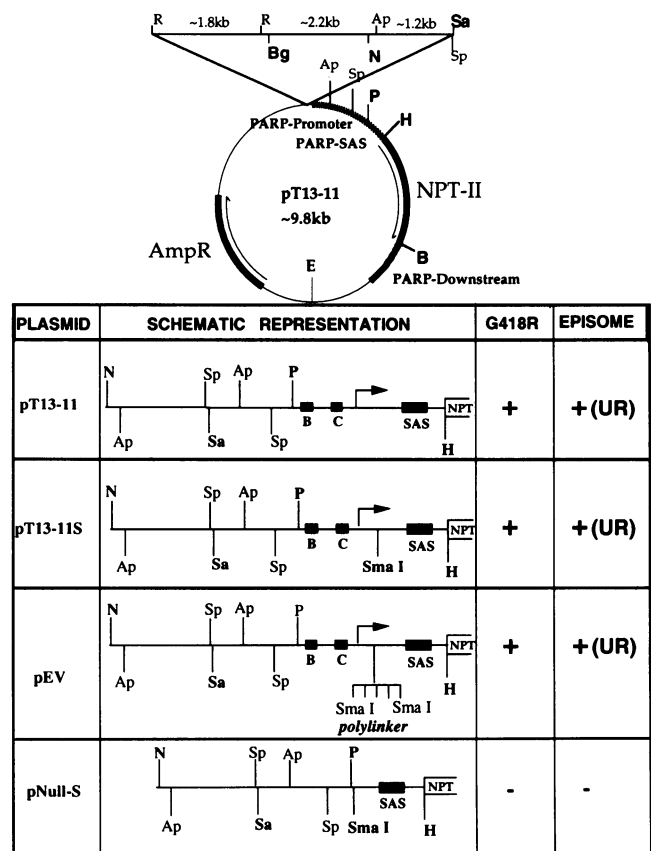 R ~1.8kb R ~2.2kb Ap ~1.2kb Sa
Bg N Sp
Ap Sp P
PARP-Promoter H
PARP-SAS
pT13-11 NPT-II
~9.8kb
AmpR B
E PARP-Downstream
PLASMID SCHEMATIC REPRESENTATION G418R EPISOME
N Sp Ap P
pT13-11 NPT + +(UR)
B C SAS
Ap Sa Sp H
N Sp Ap P
pT13-11S NPT + +(UR)
B C SAS
Ap Sa Sp Sma I H
N Sp Ap P
NPT + +(UR)
B C SAS
pEV Ap Sa Sp H
Sma I Sma I
polylinker
N Sp Ap P
pNull-S NPT - -
SAS
Ap Sa Sp Sma I H